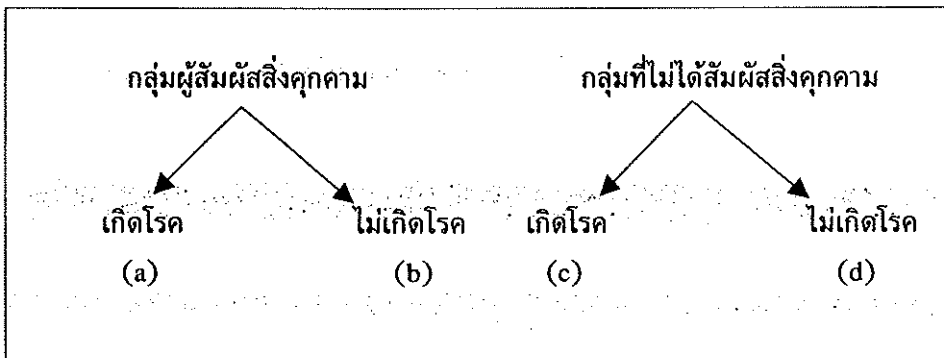 กลุ่มผู้สัมผัสสิ่งคุกคาม กลุ่มที่ไม่ได้สัมผัสสิ่งคุกคาม
เกิดโรค ไม่เกิดโรค เกิดโรค ไม่เกิดโรค
(a) (b) (c) (d)